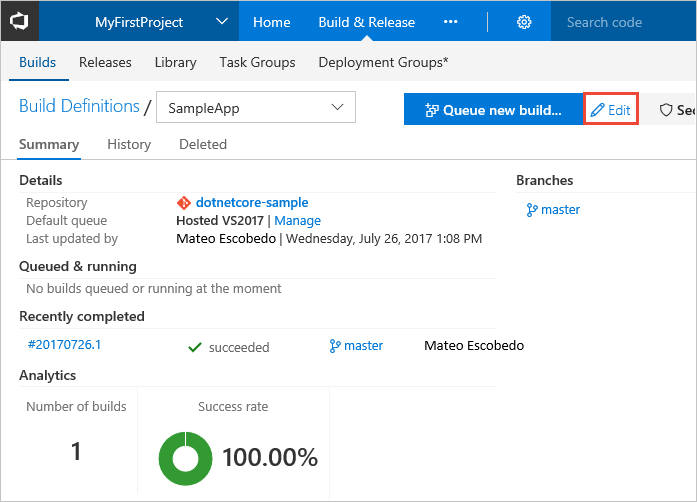 MyFirstProject Home Build & Release ••• Search code
Builds Releases Library Task Groups Deployment Groups*
Build Definitions / SampleApp Queue new build... Edit Sec
Summary History Deleted
Details Branches
Repository dotnetcore-sample master
Default queue Hosted VS2017 | Manage
Last updated by Mateo Escobedo | Wednesday, July 26, 2017 1:08 PM
Queued & running
No builds queued or running at the moment
Recently completed
#20170726.1 succeeded master Mateo Escobedo
Analytics
Number of builds Success rate
1 100.00%